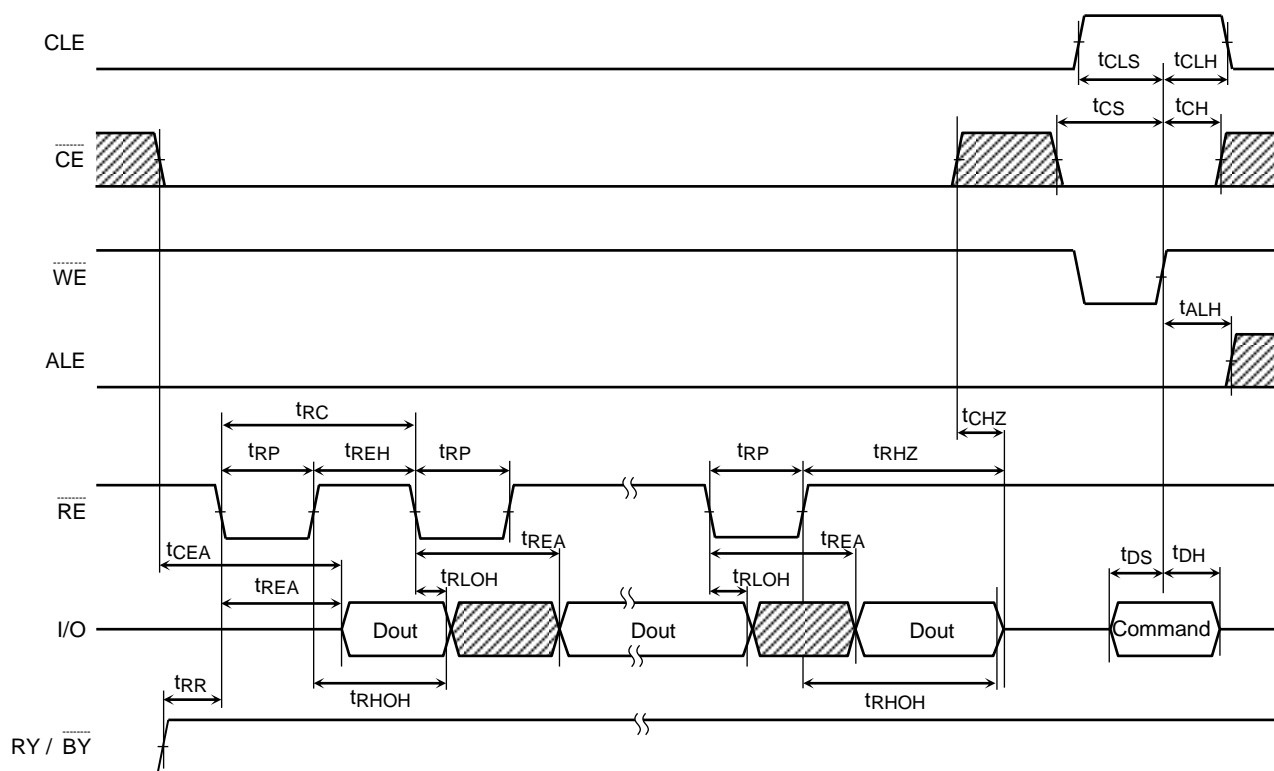 CLE
tCLS tCLH
CE
tCS tCH
WE
tALH
ALE
tRC tCHZ
tRP tREH tRP tRP tRHZ
RE
tCEA tREA tREA
tREA tRLOH tRLOH tDS tDH
I/O Dout Dout Dout Command
tRR tRHOH tRHOH
RY / BY